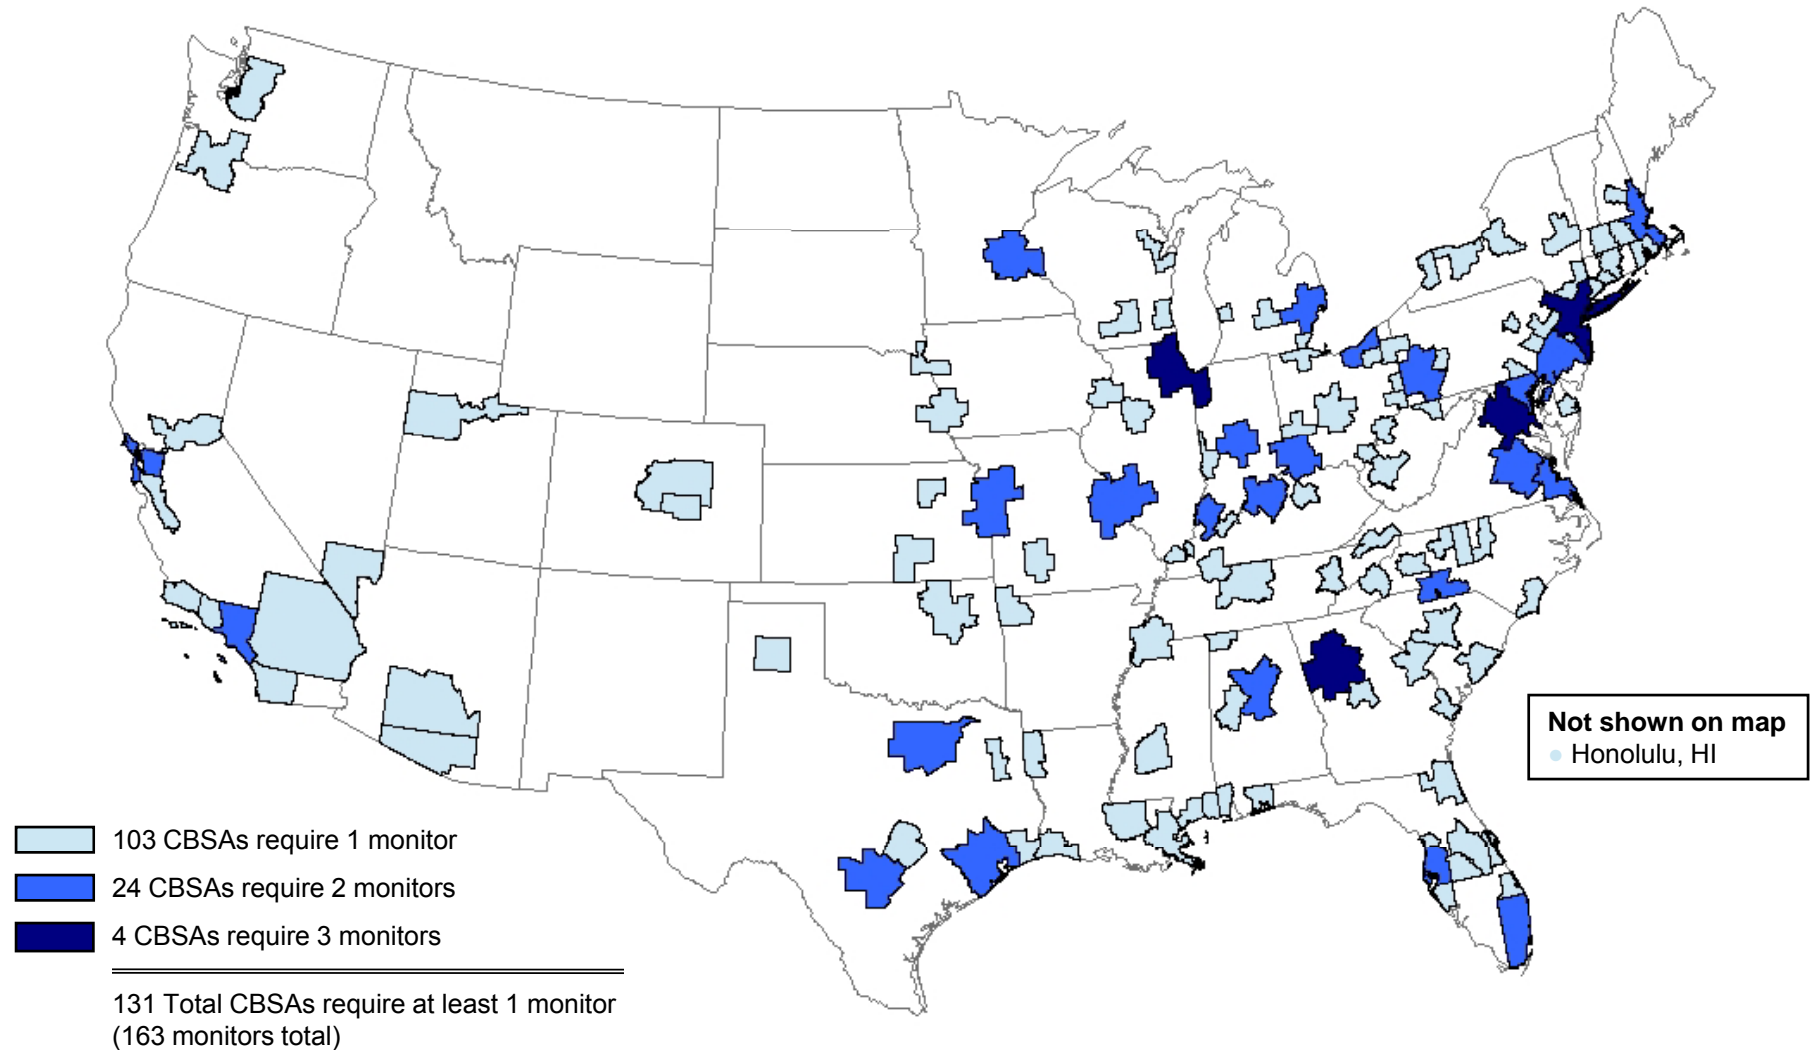 Not shown on map
Honolulu, HI
103 CBSAs require 1 monitor
24 CBSAs require 2 monitors
4 CBSAs require 3 monitors
131 Total CBSAs require at least 1 monitor
(163 monitors total)